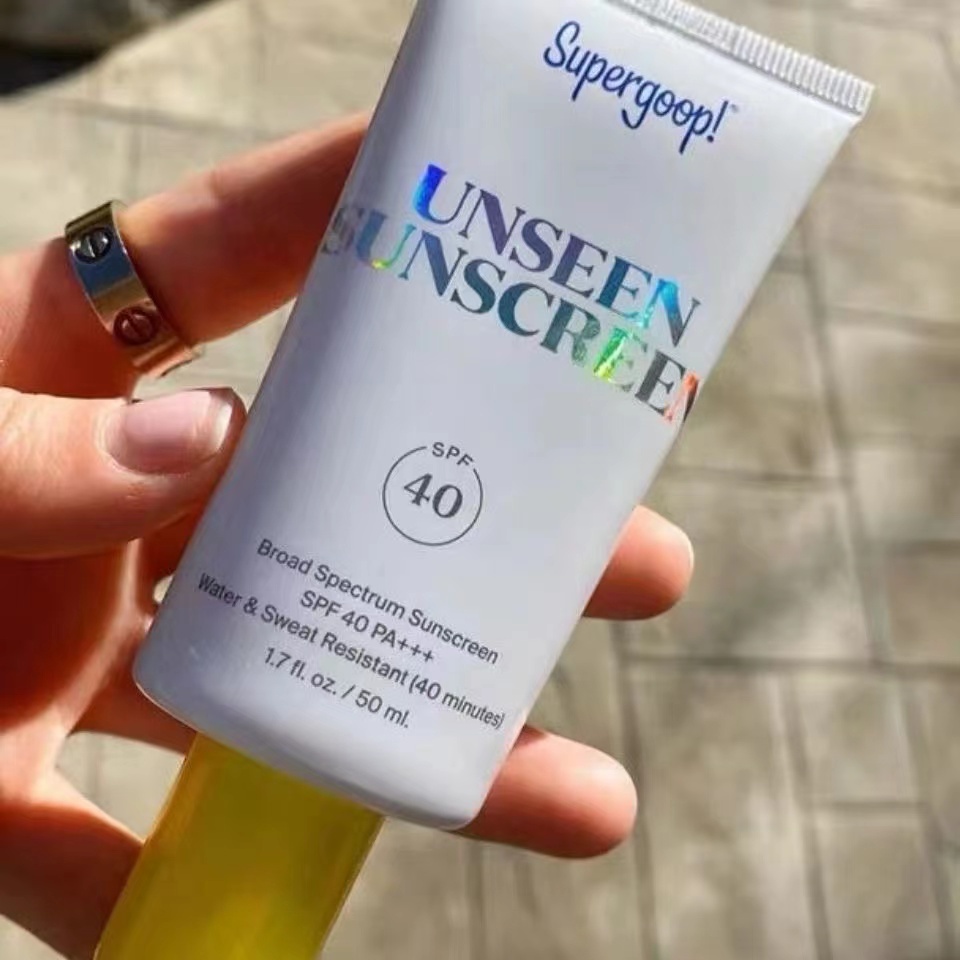 Supergoop!™
UNSEEN
SUNSCREEN
SPF
40
Broad Spectrum Sunscreen
SPF 40 PA+++
Water & Sweat Resistant (40 minutes)
1.7 fl. oz. / 50 ml.